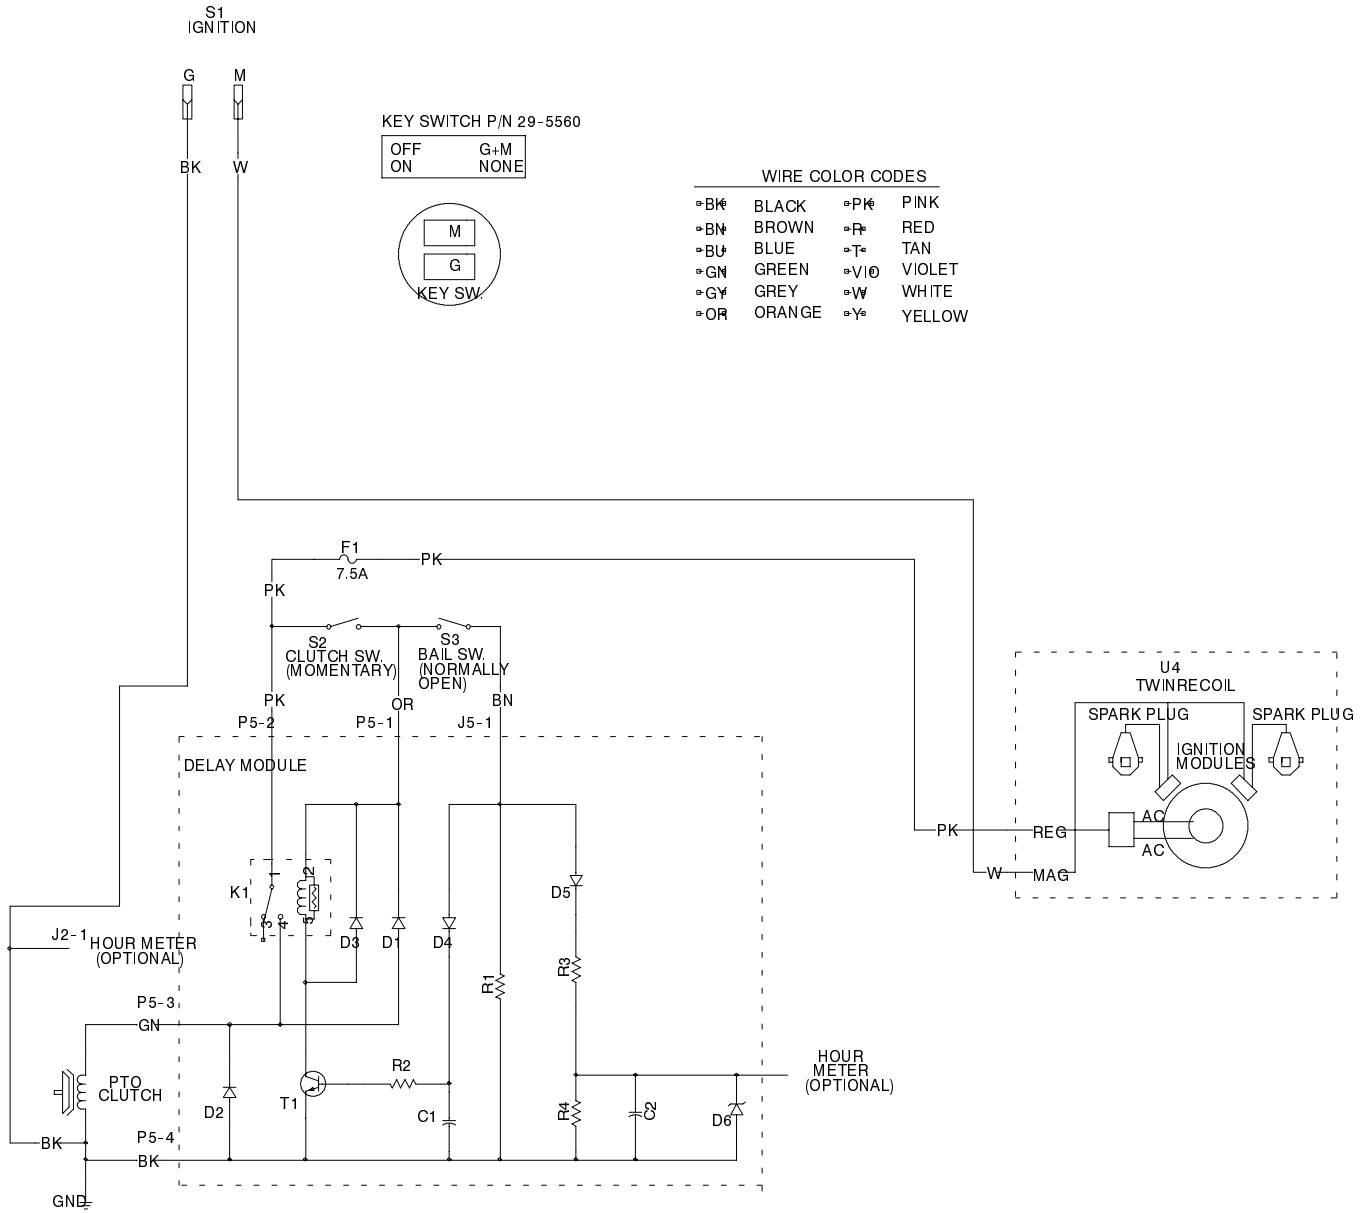 S1
IGNITION
G M
BK W
KEY SWITCH P/N 29-5560
OFF G+M
ON NONE
M
G
KEY SW.
WIRE COLOR CODES
BK BLACK PK PINK
BN BROWN R RED
BU BLUE T TAN
GN GREEN VIO VIOLET
GY GREY W WHITE
OR ORANGE Y YELLOW
F1
7.5A
PK
PK
S2
CLUTCH SW.
(MOMENTARY)
S3
BAIL SW.
(NORMALLY
OPEN)
PK OR BN
P5-2 P5-1 J5-1
DELAY MODULE
U4
TWINRECOIL
SPARK PLUG SPARK PLUG
IGNITION
MODULES
AC
AC
PK REG
W MAG
K1
1
2
3
4
5
D3 D1 D4
D5
R1
R3
J2-1
HOUR METER
(OPTIONAL)
P5-3
GN
PTO
CLUTCH
D2
T1
R2
C1
R4
C2
D6
HOUR
METER
(OPTIONAL)
BK
P5-4
BK
GND